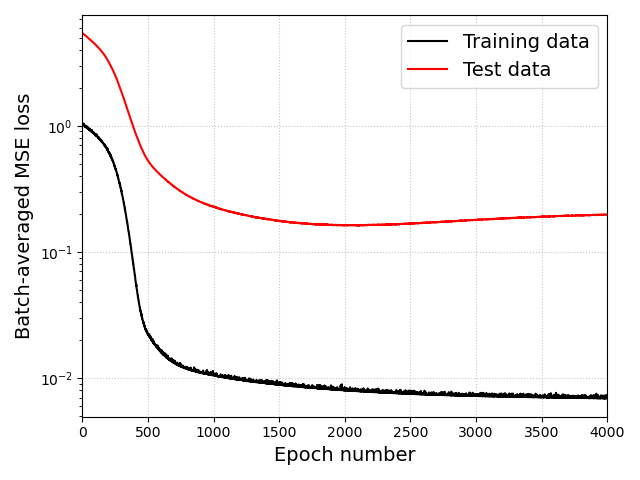 Training data
Test data
Batch-averaged MSE loss
10⁰
10⁻¹
10⁻²
0 500 1000 1500 2000 2500 3000 3500 4000
Epoch number